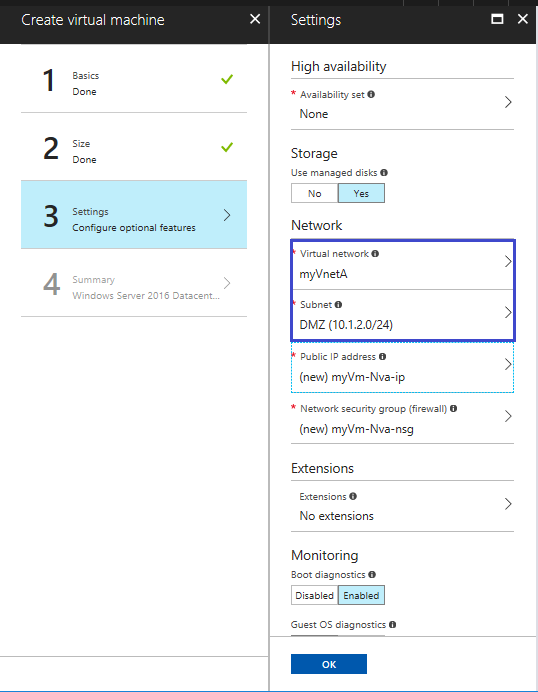 Create virtual machine
1
Basics
Done
2
Size
Done
3
Settings
Configure optional features
4
Summary
Windows Server 2016 Datacent...
Settings
High availability
* Availability set
None
Storage
Use managed disks
No Yes
Network
* Virtual network
myVnetA
* Subnet
DMZ (10.1.2.0/24)
* Public IP address
(new) myVm-Nva-ip
* Network security group (firewall)
(new) myVm-Nva-nsg
Extensions
Extensions
No extensions
Monitoring
Boot diagnostics
Disabled Enabled
Guest OS diagnostics
OK